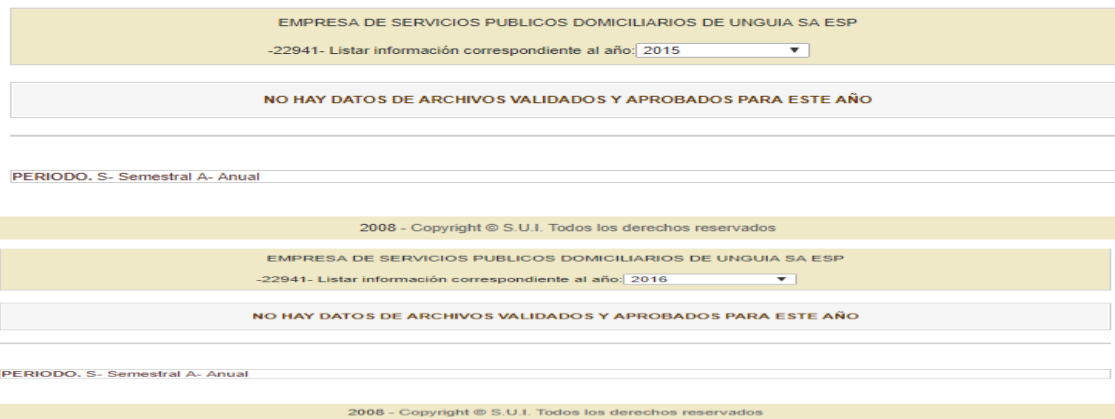 EMPRESA DE SERVICIOS PUBLICOS DOMICILIARIOS DE UNGUIA SA ESP
-22941- Listar información correspondiente al año: 2015
NO HAY DATOS DE ARCHIVOS VALIDADOS Y APROBADOS PARA ESTE AÑO
PERIODO. S- Semestral A- Anual
2008 - Copyright © S.U.I. Todos los derechos reservados
EMPRESA DE SERVICIOS PUBLICOS DOMICILIARIOS DE UNGUIA SA ESP
-22941- Listar información correspondiente al año: 2016
NO HAY DATOS DE ARCHIVOS VALIDADOS Y APROBADOS PARA ESTE AÑO
PERIODO. S- Semestral A- Anual
2008 - Copyright © S.U.I. Todos los derechos reservados